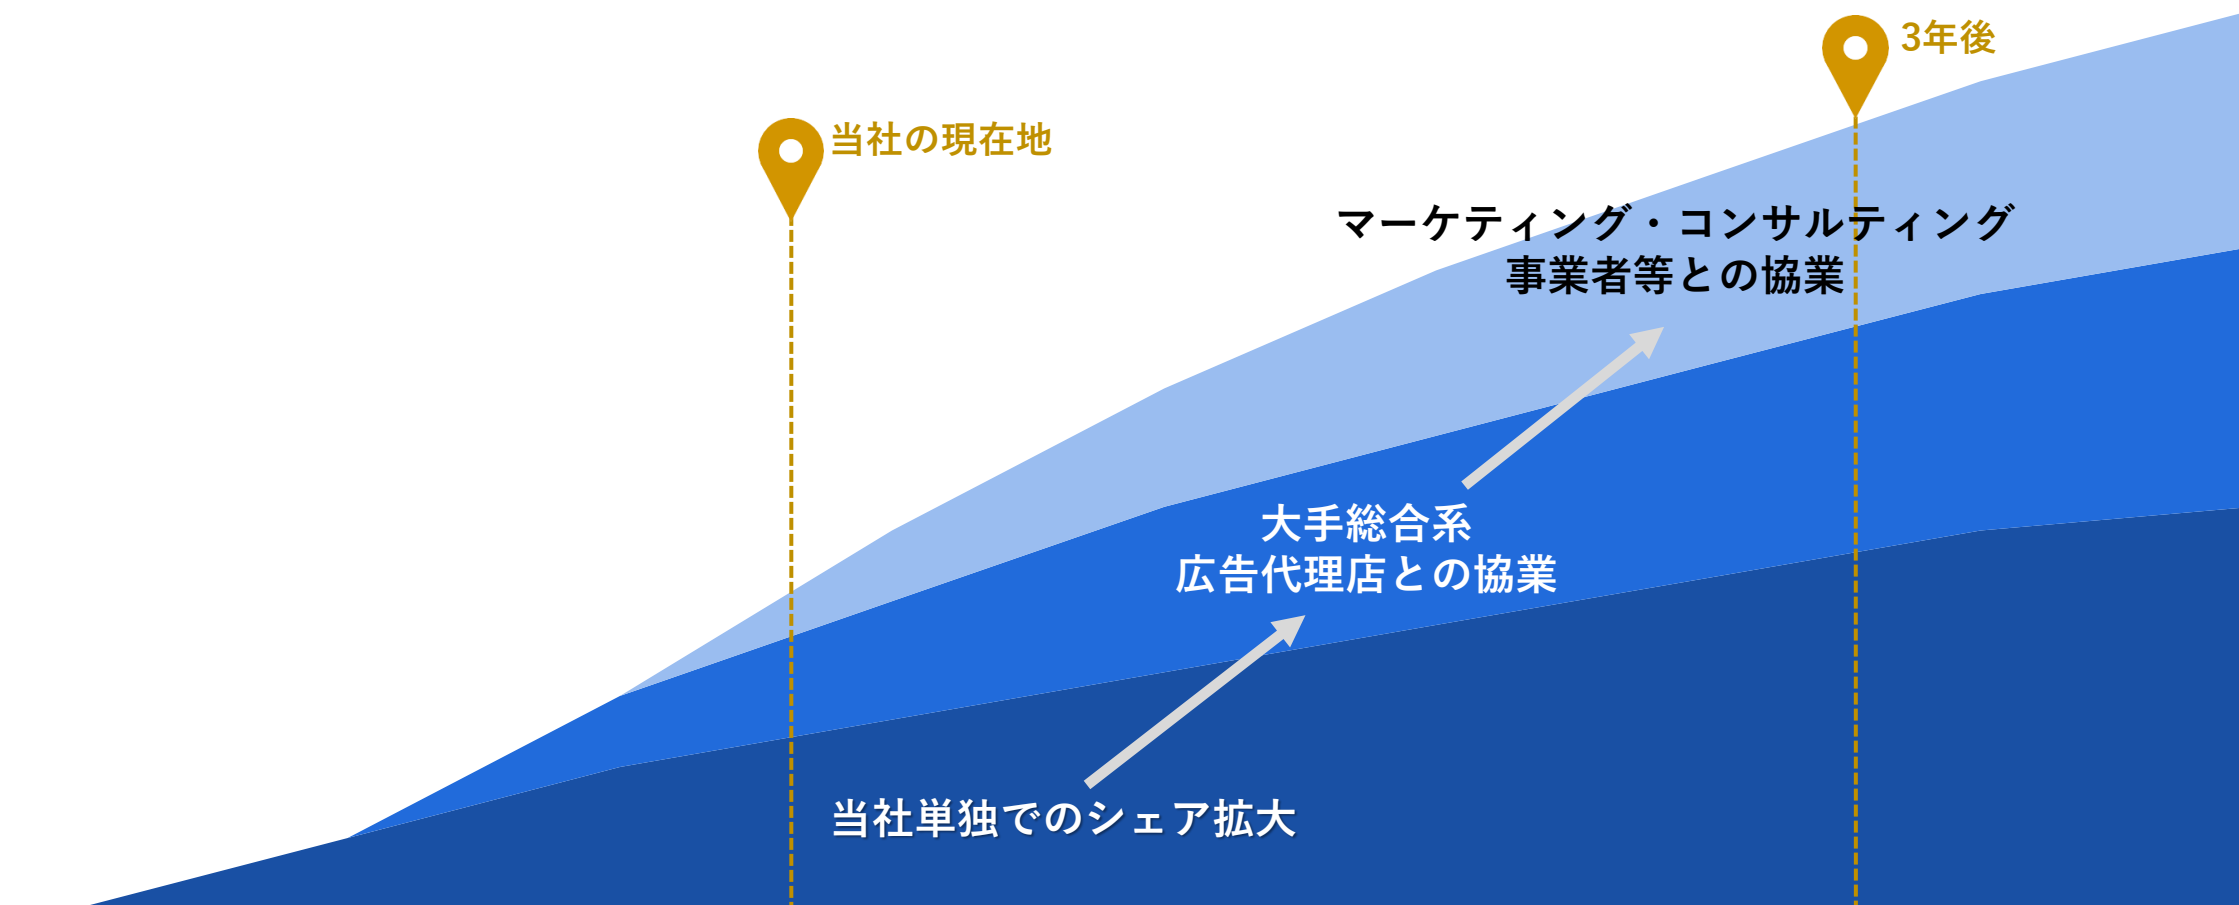 3年後
当社の現在地
マーケティング・コンサルティング
事業者等との協業
大手総合系
広告代理店との協業
当社単独でのシェア拡大